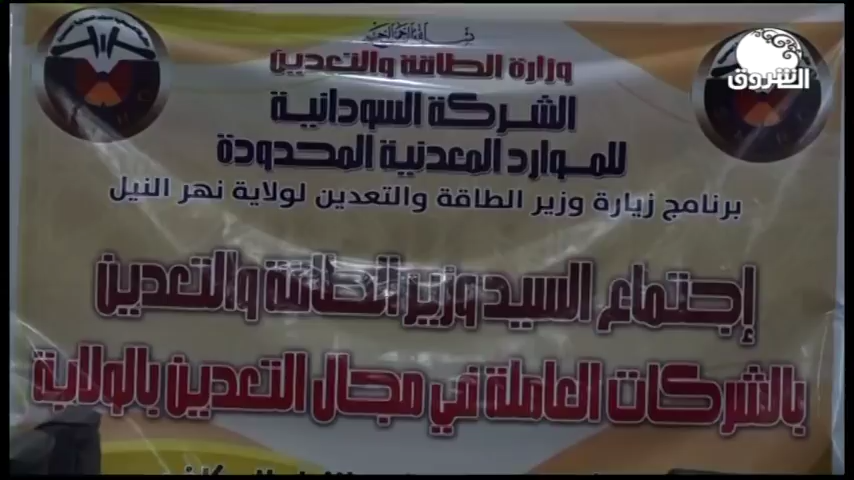 بسم الله الرحمن الرحيم
الشروق
وزارة الطاقة والتعدين
الشركة السودانية
للموارد المعدنية المحدودة
برنامج زيارة وزير الطاقة والتعدين لولاية نهر النيل
إجتماع السيد وزير الطاقة والتعدين
بالشركات العاملة في مجال التعدين بالولاية